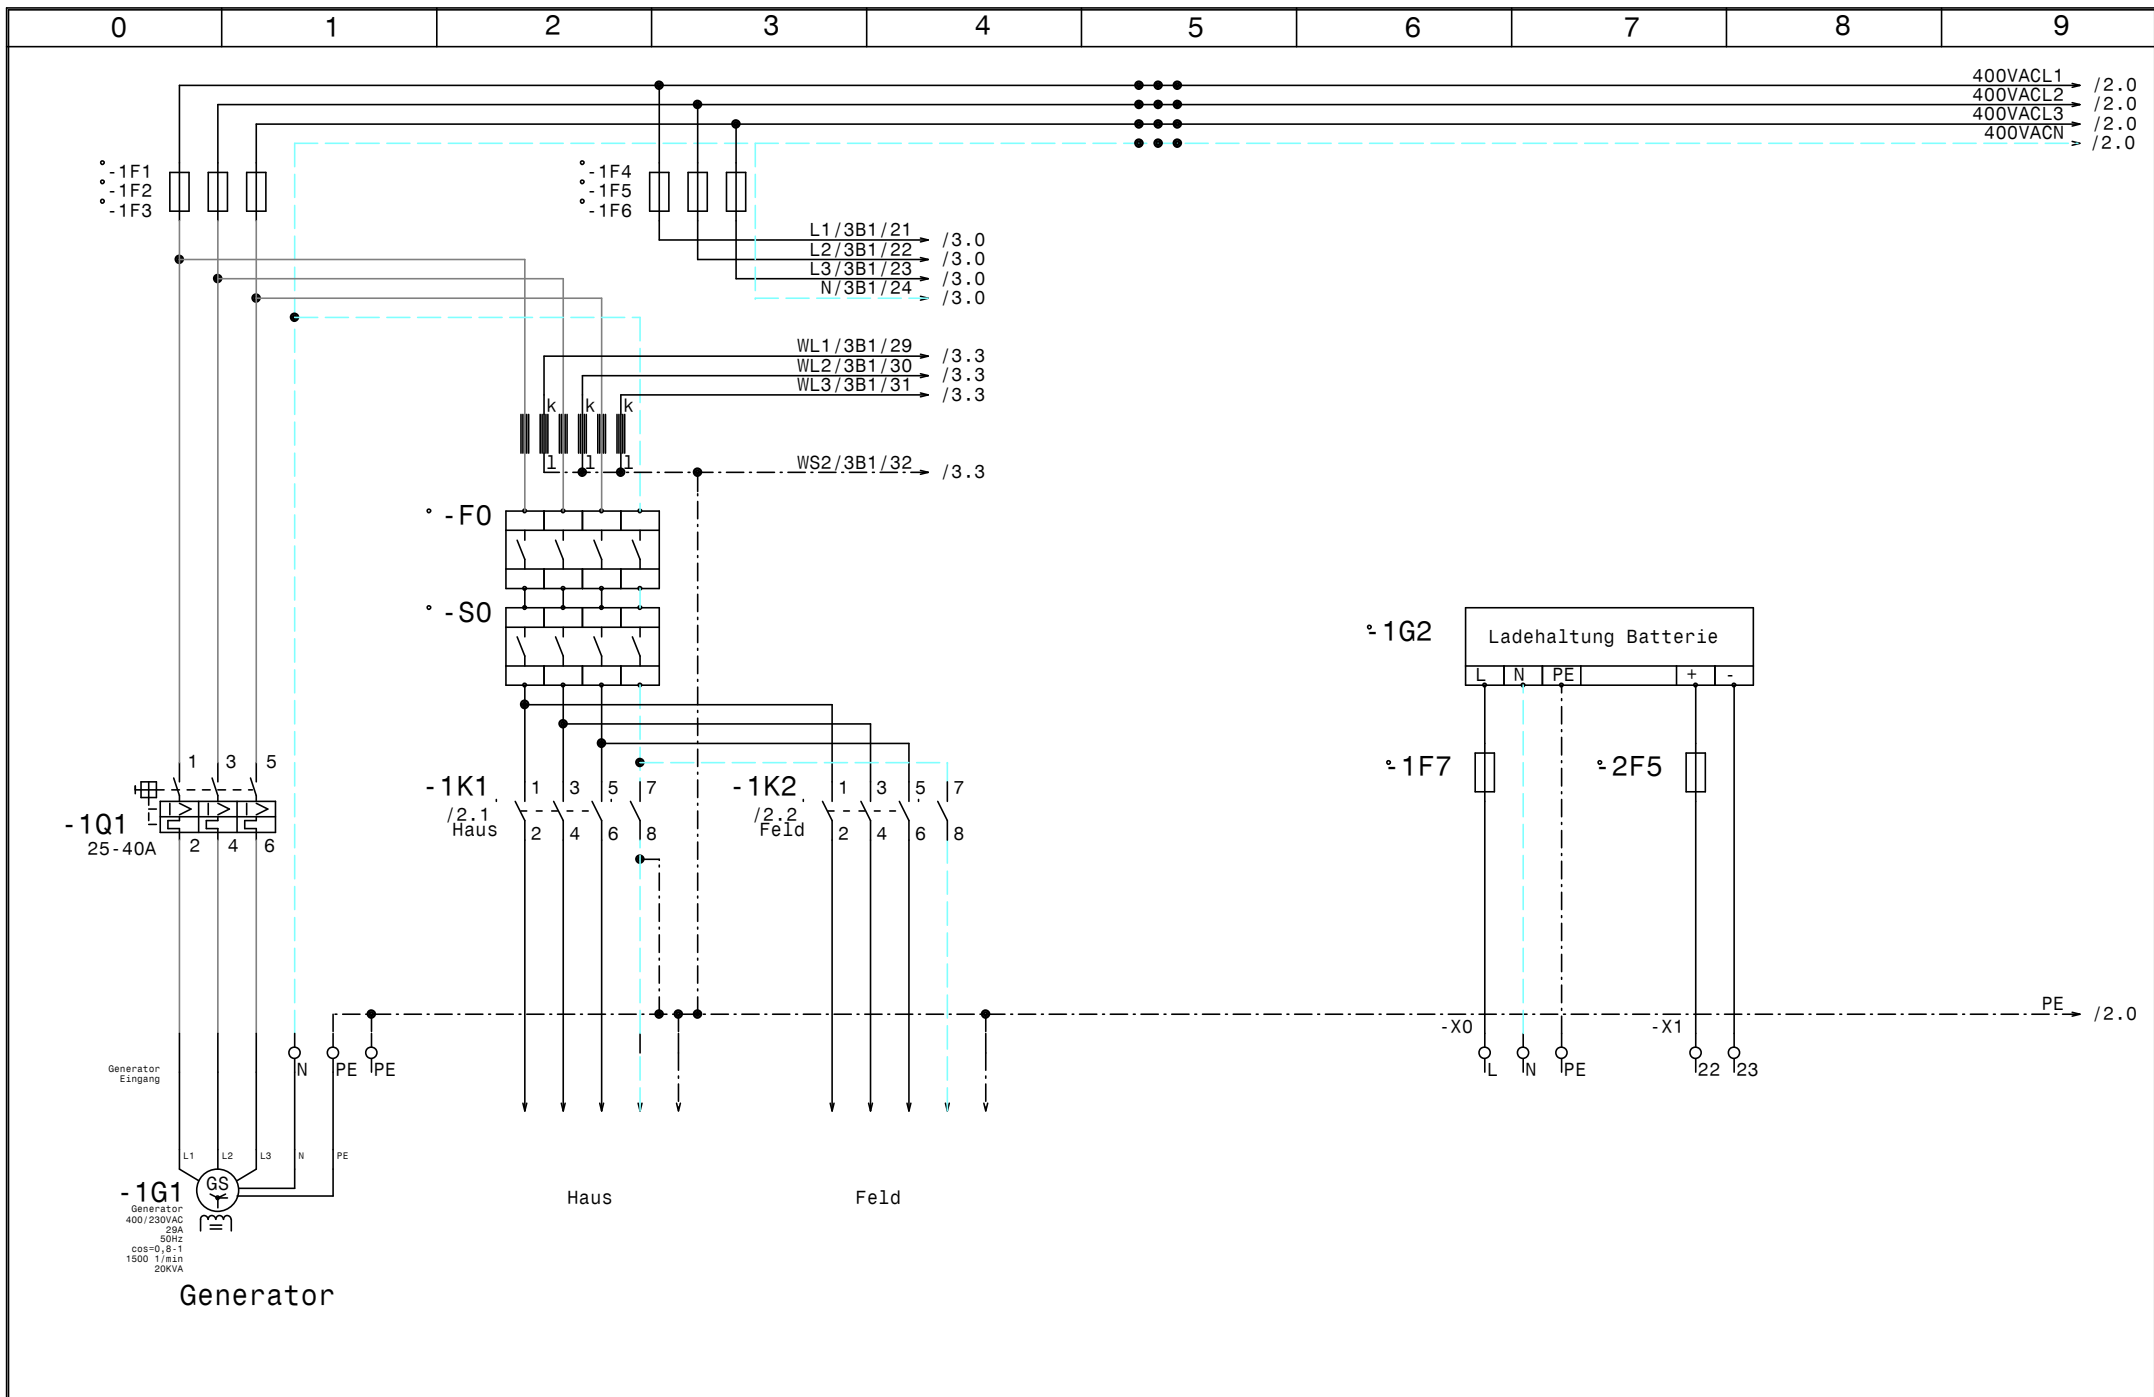 0 1 2 3 4 5 6 7 8 9
400VACL1 /2.0
400VACL2 /2.0
400VACL3 /2.0
400VACN /2.0
-1F1
-1F2
-1F3
-1F4
-1F5
-1F6
L1/3B1/21 /3.0
L2/3B1/22 /3.0
L3/3B1/23 /3.0
N/3B1/24 /3.0
WL1/3B1/29 /3.3
WL2/3B1/30 /3.3
WL3/3B1/31 /3.3
k k k
l l l
WS2/3B1/32 /3.3
-F0
-S0
-1G2
Ladehaltung Batterie
L N PE + -
-1F7
-2F5
1 3 5
-1Q1
25-40A
2 4 6
-1K1
/2.1
Haus
1 3 5 7
2 4 6 8
-1K2
/2.2
Feld
1 3 5 7
2 4 6 8
PE /2.0
-X0
L N PE
-X1
22 23
Generator
Eingang
N PE PE
L1 L2 L3 N PE
GS
-1G1
Generator
400/230VAC
29A
50Hz
cos=0,8-1
1500 1/min
20KVA
Haus
Feld
Generator